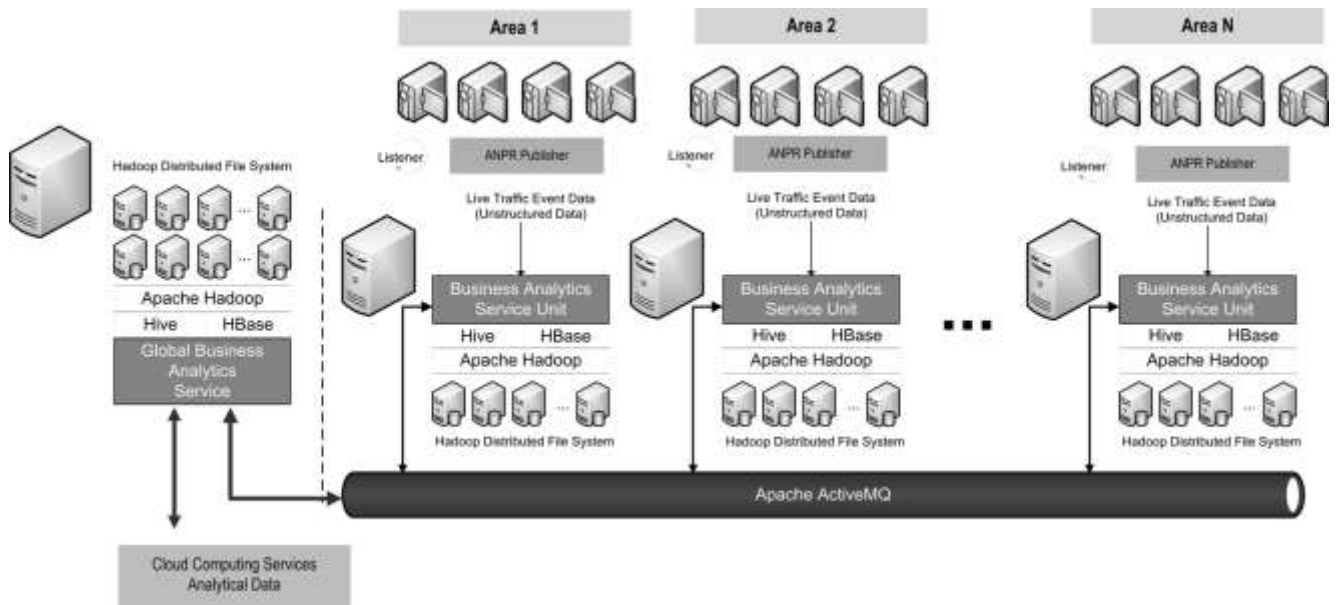 Area 1
Area 2
Area N
Listener
ANPR Publisher
Listener
ANPR Publisher
Listener
ANPR Publisher
Hadoop Distributed File System
...
...
Apache Hadoop
Hive HBase
Global Business
Analytics
Service
Live Traffic Event Data
(Unstructured Data)
Business Analytics
Service Unit
Hive HBase
Apache Hadoop
...
Hadoop Distributed File System
Live Traffic Event Data
(Unstructured Data)
Business Analytics
Service Unit
Hive HBase
Apache Hadoop
...
Hadoop Distributed File System
...
Live Traffic Event Data
(Unstructured Data)
Business Analytics
Service Unit
Hive HBase
Apache Hadoop
...
Hadoop Distributed File System
Apache ActiveMQ
Cloud Computing Services
Analytical Data